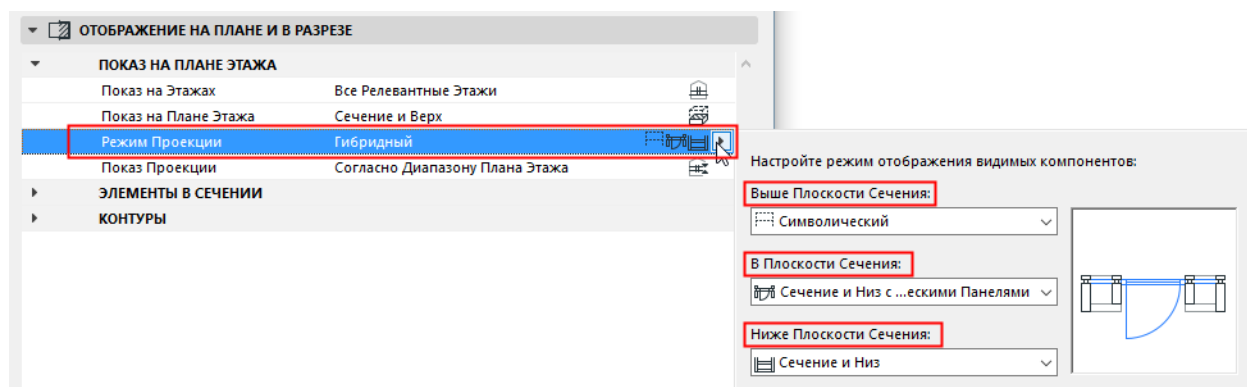 ОТОБРАЖЕНИЕ НА ПЛАНЕ И В РАЗРЕЗЕ
ПОКАЗ НА ПЛАНЕ ЭТАЖА
Показ на Этажах Все Релевантные Этажи
Показ на Плане Этажа Сечение и Верх
Режим Проекции Гибридный
Показ Проекции Согласно Диапазону Плана Этажа
ЭЛЕМЕНТЫ В СЕЧЕНИИ
КОНТУРЫ
Настройте режим отображения видимых компонентов:
Выше Плоскости Сечения:
Символический
В Плоскости Сечения:
Сечение и Низ с ...ескими Панелями
Ниже Плоскости Сечения:
Сечение и Низ